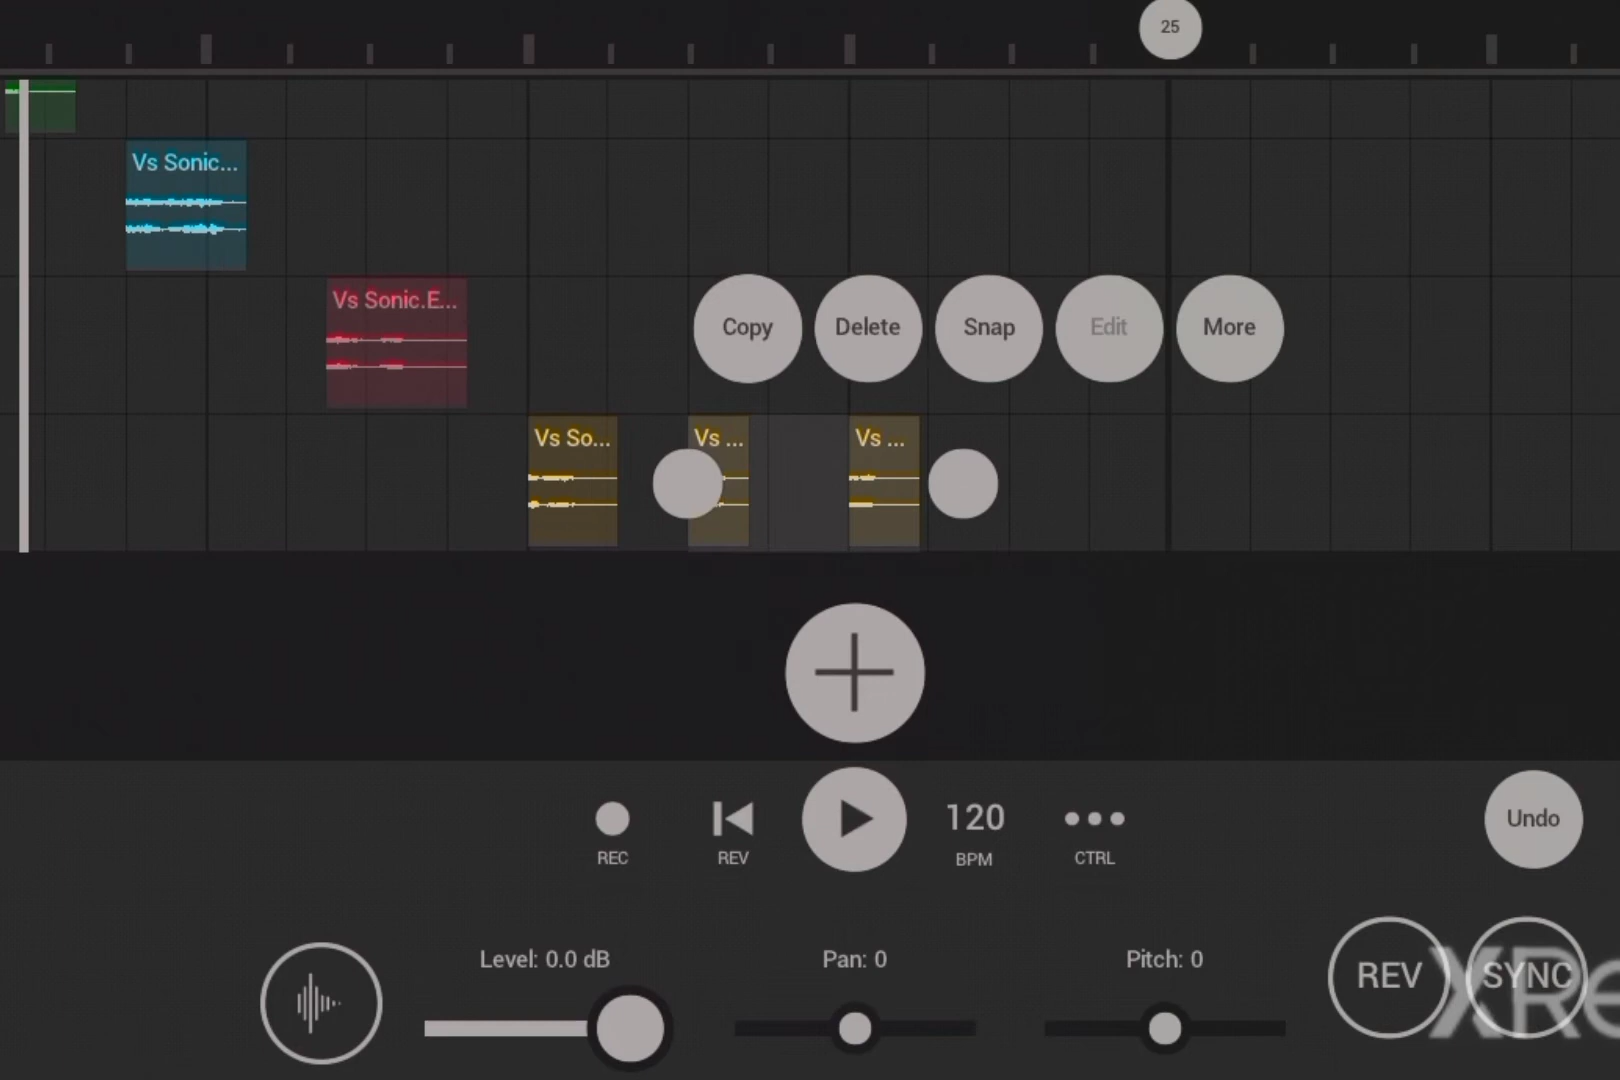 25
Vs Sonic...
Vs Sonic.E...
Copy
Delete
Snap
Edit
More
Vs So...
Vs ...
Vs ...
120
REC
REV
BPM
CTRL
Undo
Level: 0.0 dB
Pan: 0
Pitch: 0
REV
SYNC
XRe